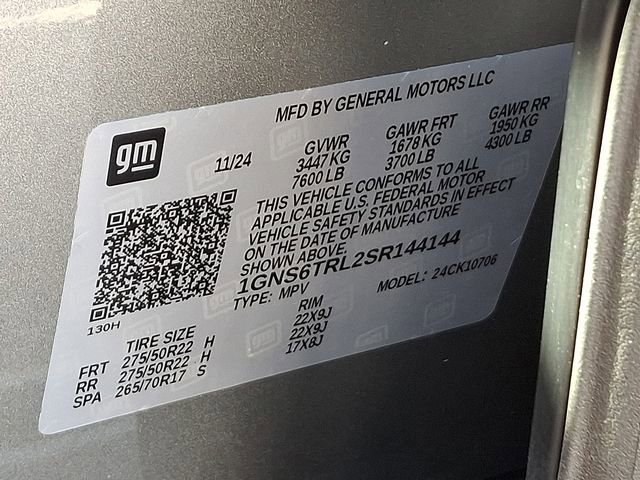 MFD BY GENERAL MOTORS LLC
gm
11/24
GVWR GAWR FRT GAWR RR
3447 KG 1678 KG 1950 KG
7600 LB 3700 LB 4300 LB
THIS VEHICLE CONFORMS TO ALL
APPLICABLE U.S. FEDERAL MOTOR
VEHICLE SAFETY STANDARDS IN EFFECT
ON THE DATE OF MANUFACTURE
SHOWN ABOVE.
1GNS6TRL2SR144144
TYPE: MPV MODEL: 24CK10706
130H
TIRE SIZE RIM
FRT 275/50R22 H 22X9J
RR 275/50R22 H 22X9J
SPA 265/70R17 S 17X8J